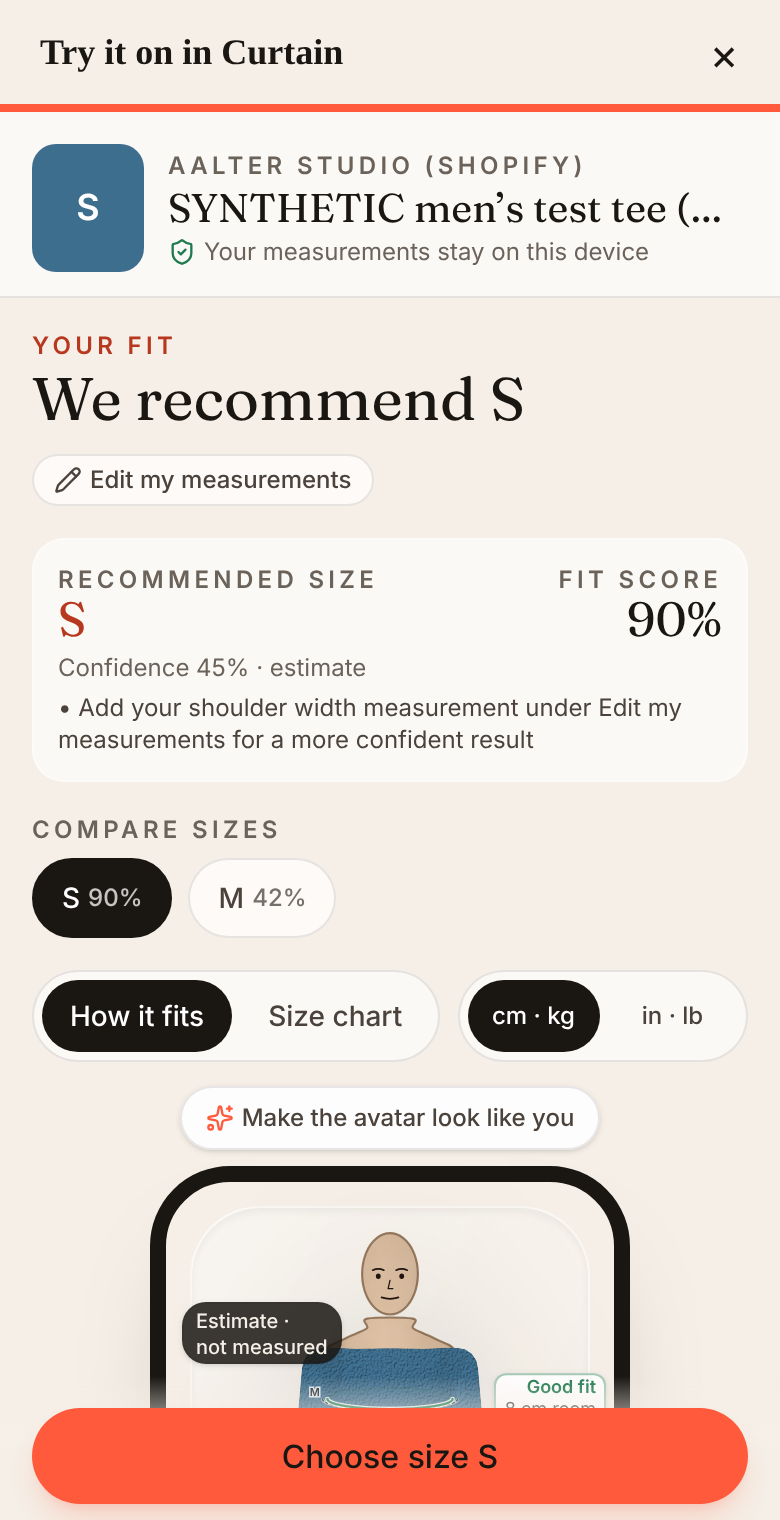 Try it on in Curtain
S
AALTER STUDIO (SHOPIFY)
SYNTHETIC men’s test tee (...
Your measurements stay on this device
YOUR FIT
We recommend S
Edit my measurements
RECOMMENDED SIZE
FIT SCORE
S
90%
Confidence 45% · estimate
• Add your shoulder width measurement under Edit my
measurements for a more confident result
COMPARE SIZES
S 90%
M 42%
How it fits
Size chart
cm · kg
in · lb
Make the avatar look like you
Estimate ·
not measured
M
Good fit
8 cm room
Choose size S